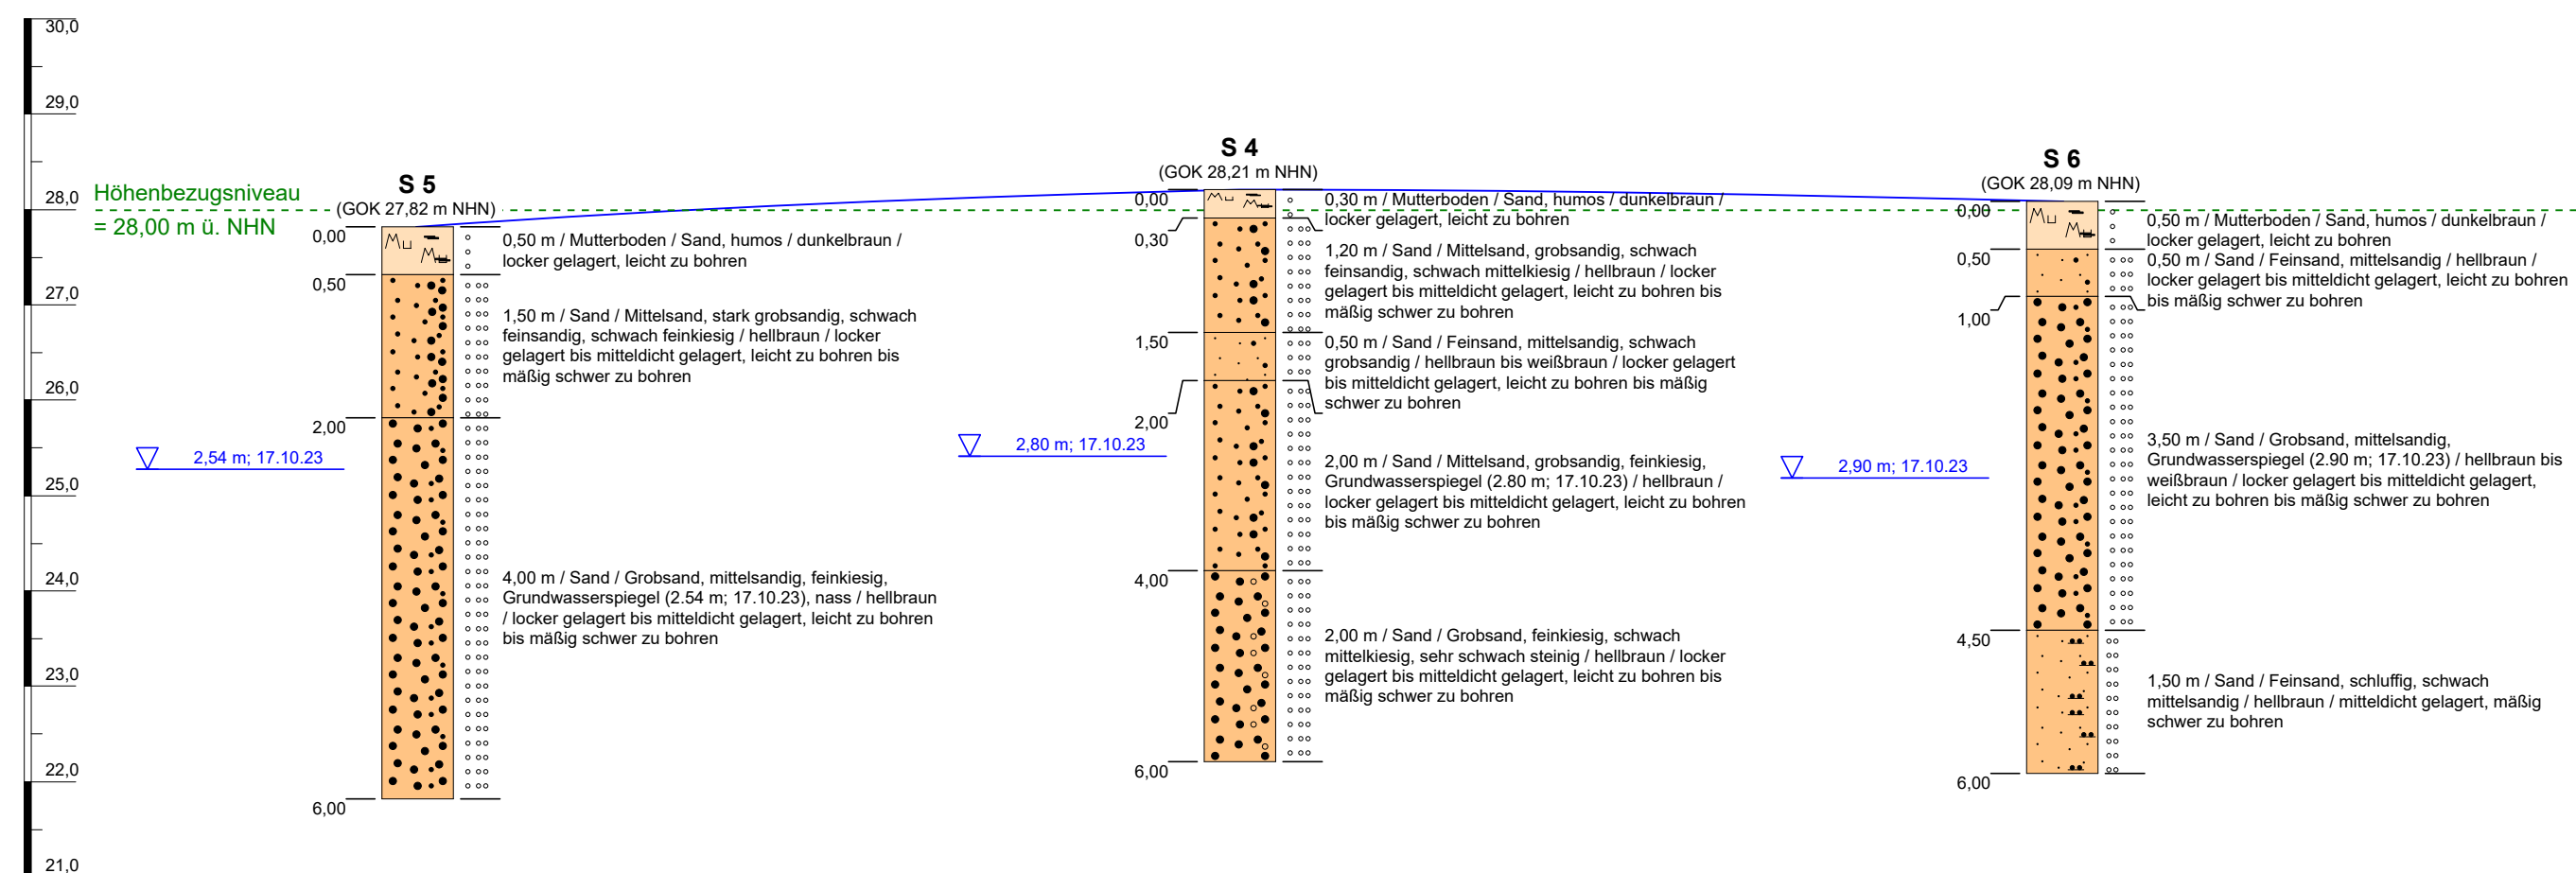 30,0
29,0
28,0
27,0
26,0
25,0
24,0
23,0
22,0
21,0
Höhenbezugsniveau
= 28,00 m ü. NHN
S 5
(GOK 27,82 m NHN)
0,00
0,50
2,00
6,00
2,54 m; 17.10.23
0,50 m / Mutterboden / Sand, humos / dunkelbraun /
locker gelagert, leicht zu bohren
1,50 m / Sand / Mittelsand, stark grobsandig, schwach
feinsandig, schwach feinkiesig / hellbraun / locker
gelagert bis mitteldicht gelagert, leicht zu bohren bis
mäßig schwer zu bohren
4,00 m / Sand / Grobsand, mittelsandig, feinkiesig,
Grundwasserspiegel (2.54 m; 17.10.23), nass / hellbraun
/ locker gelagert bis mitteldicht gelagert, leicht zu bohren
bis mäßig schwer zu bohren
S 4
(GOK 28,21 m NHN)
0,00
0,30
1,50
2,00
4,00
6,00
2,80 m; 17.10.23
0,30 m / Mutterboden / Sand, humos / dunkelbraun /
locker gelagert, leicht zu bohren
1,20 m / Sand / Mittelsand, grobsandig, schwach
feinsandig, schwach mittelkiesig / hellbraun / locker
gelagert bis mitteldicht gelagert, leicht zu bohren bis
mäßig schwer zu bohren
0,50 m / Sand / Feinsand, mittelsandig, schwach
grobsandig / hellbraun bis weißbraun / locker gelagert
bis mitteldicht gelagert, leicht zu bohren bis mäßig
schwer zu bohren
2,00 m / Sand / Mittelsand, grobsandig, feinkiesig,
Grundwasserspiegel (2.80 m; 17.10.23) / hellbraun /
locker gelagert bis mitteldicht gelagert, leicht zu bohren
bis mäßig schwer zu bohren
2,00 m / Sand / Grobsand, feinkiesig, schwach
mittelkiesig, sehr schwach steinig / hellbraun / locker
gelagert bis mitteldicht gelagert, leicht zu bohren bis
mäßig schwer zu bohren
S 6
(GOK 28,09 m NHN)
0,00
0,50
1,00
4,50
6,00
2,90 m; 17.10.23
0,50 m / Mutterboden / Sand, humos / dunkelbraun /
locker gelagert, leicht zu bohren
0,50 m / Sand / Feinsand, mittelsandig / hellbraun /
locker gelagert bis mitteldicht gelagert, leicht zu bohren
bis mäßig schwer zu bohren
3,50 m / Sand / Grobsand, mittelsandig,
Grundwasserspiegel (2.90 m; 17.10.23) / hellbraun bis
weißbraun / locker gelagert bis mitteldicht gelagert,
leicht zu bohren bis mäßig schwer zu bohren
1,50 m / Sand / Feinsand, schluffig, schwach
mittelsandig / hellbraun / mitteldicht gelagert, mäßig
schwer zu bohren